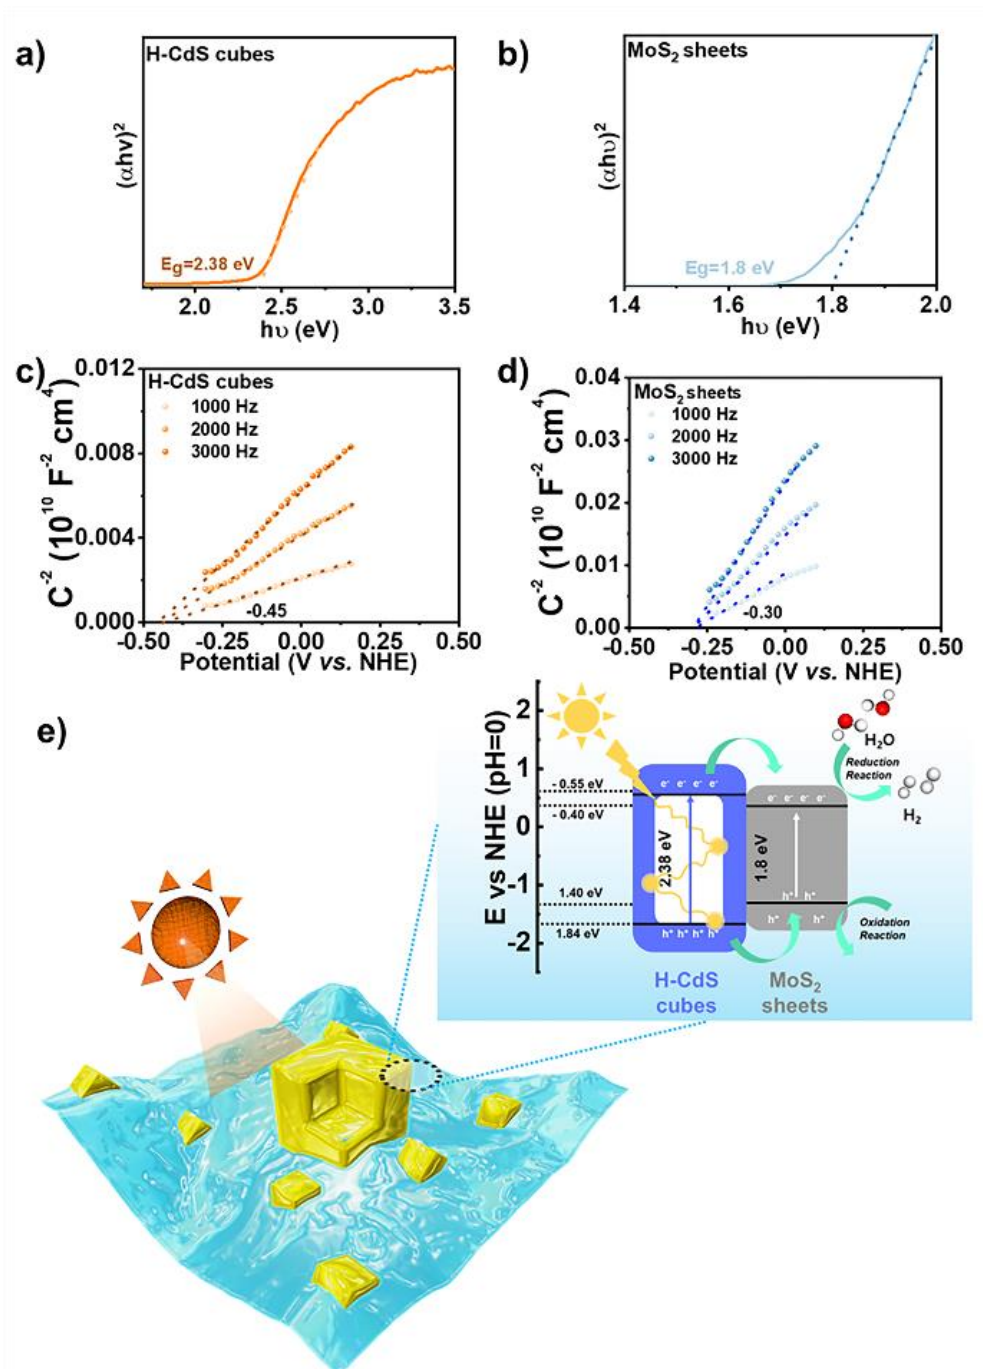 a)
H-CdS cubes
(αhν)²
Eg=2.38 eV
2.0 2.5 3.0 3.5
hυ (eV)
b)
MoS₂ sheets
(αhυ)²
Eg=1.8 eV
1.4 1.6 1.8 2.0
hυ (eV)
c)
H-CdS cubes
1000 Hz
2000 Hz
3000 Hz
C⁻² (10¹⁰ F⁻² cm⁴)
0.012
0.008
0.004
0.000
-0.45
-0.50 -0.25 0.00 0.25 0.50
Potential (V vs. NHE)
d)
MoS₂ sheets
1000 Hz
2000 Hz
3000 Hz
C⁻² (10¹⁰ F⁻² cm⁴)
0.04
0.03
0.02
0.01
0.00
-0.30
-0.50 -0.25 0.00 0.25 0.50
Potential (V vs. NHE)
e)
E vs NHE (pH=0)
2
1
0
-1
-2
- 0.55 eV
- 0.40 eV
1.40 eV
1.84 eV
e⁻ e⁻ e⁻ e⁻
2.38 eV
h⁺ h⁺ h⁺ h⁺
e⁻ e⁻ e⁻ e⁻
1.8 eV
h⁺ h⁺
h⁺ h⁺
H₂O
Reduction
Reaction
H₂
Oxidation
Reaction
H-CdS
cubes
MoS₂
sheets